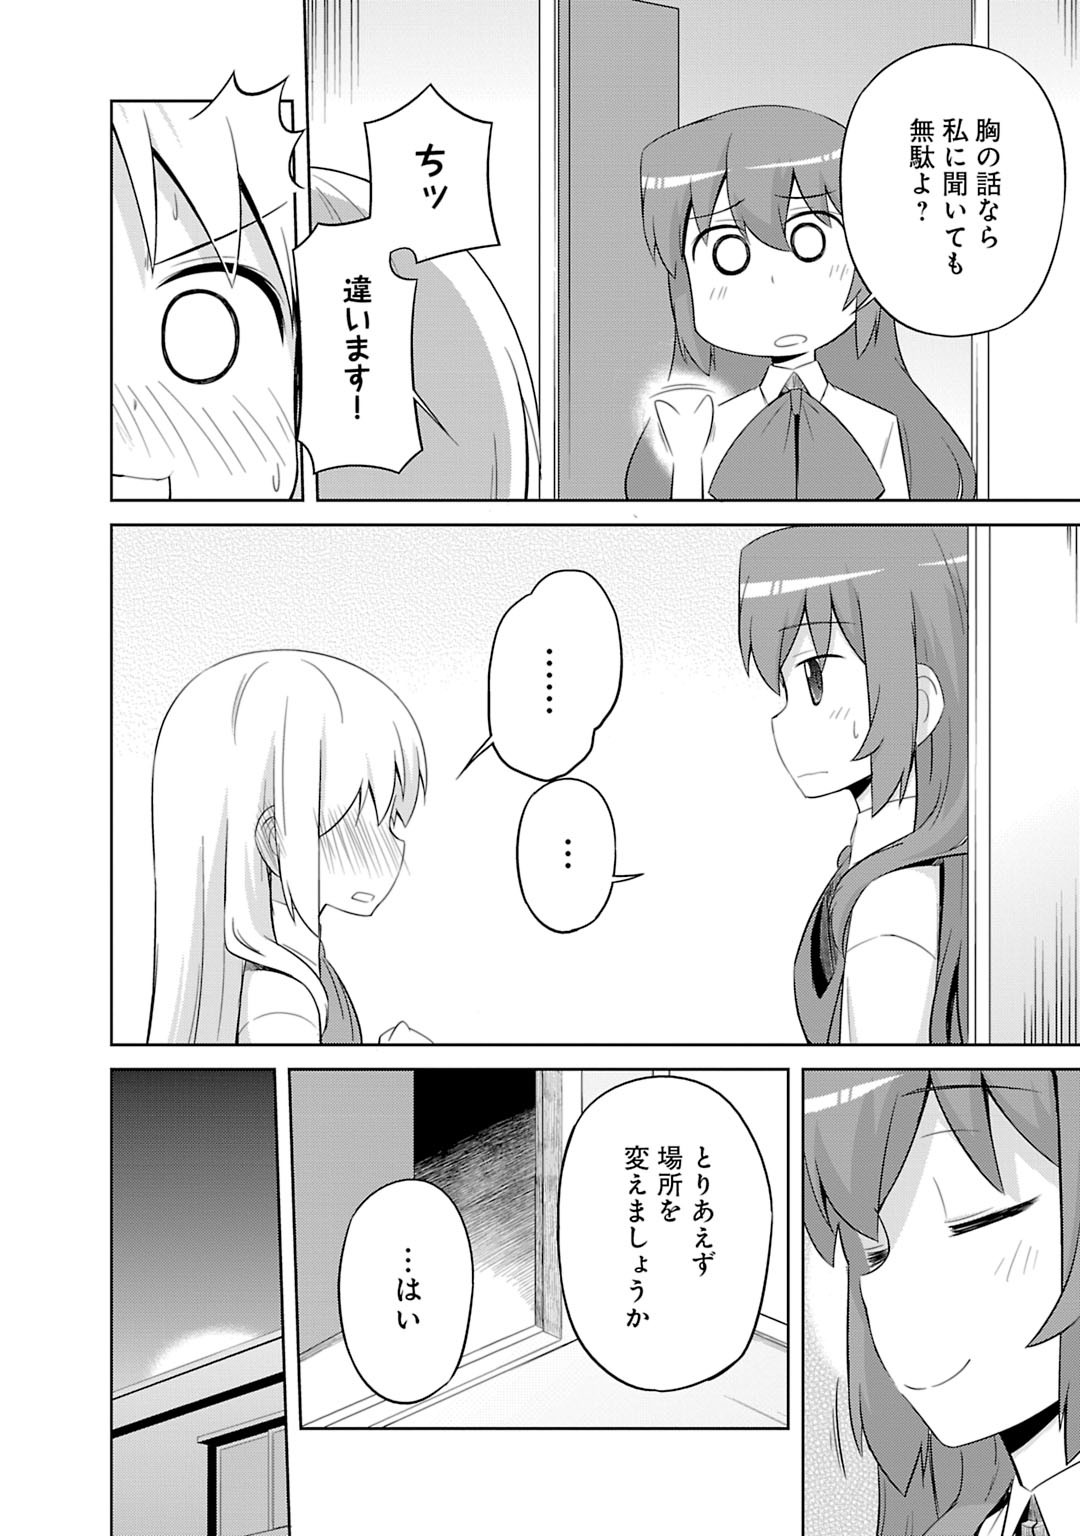 胸の話なら
私に聞いても
無駄よ？
ちッ
違います！
………
…
とりあえず
場所を
変えましょうか
…はい